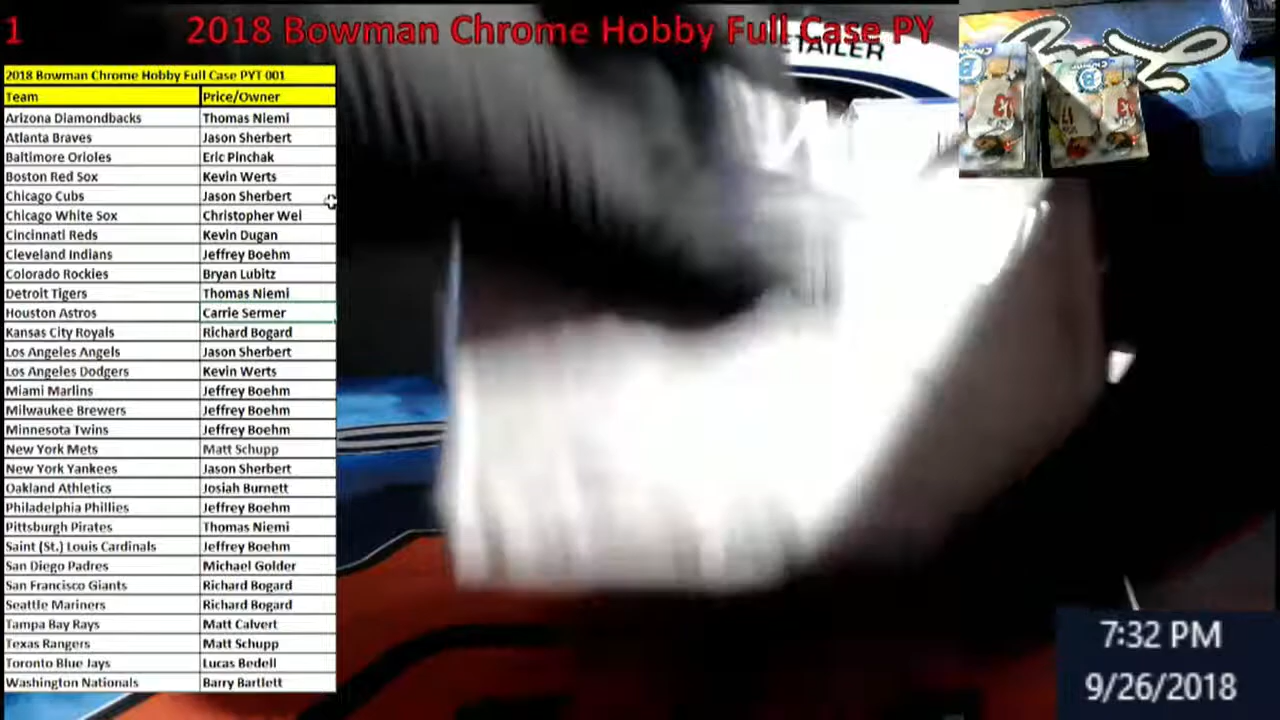 1
2018 Bowman Chrome Hobby Full Case PY
TAILER
2018 Bowman Chrome Hobby Full Case PYT 001
Team Price/Owner
Arizona Diamondbacks Thomas Niemi
Atlanta Braves Jason Sherbert
Baltimore Orioles Eric Pinchak
Boston Red Sox Kevin Werts
Chicago Cubs Jason Sherbert
Chicago White Sox Christopher Wel
Cincinnati Reds Kevin Dugan
Cleveland Indians Jeffrey Boehm
Colorado Rockies Bryan Lubitz
Detroit Tigers Thomas Niemi
Houston Astros Carrie Sermer
Kansas City Royals Richard Bogard
Los Angeles Angels Jason Sherbert
Los Angeles Dodgers Kevin Werts
Miami Marlins Jeffrey Boehm
Milwaukee Brewers Jeffrey Boehm
Minnesota Twins Jeffrey Boehm
New York Mets Matt Schupp
New York Yankees Jason Sherbert
Oakland Athletics Josiah Burnett
Philadelphia Phillies Jeffrey Boehm
Pittsburgh Pirates Thomas Niemi
Saint (St.) Louis Cardinals Jeffrey Boehm
San Diego Padres Michael Golder
San Francisco Giants Richard Bogard
Seattle Mariners Richard Bogard
Tampa Bay Rays Matt Calvert
Texas Rangers Matt Schupp
Toronto Blue Jays Lucas Bedell
Washington Nationals Barry Bartlett
7:32 PM
9/26/2018